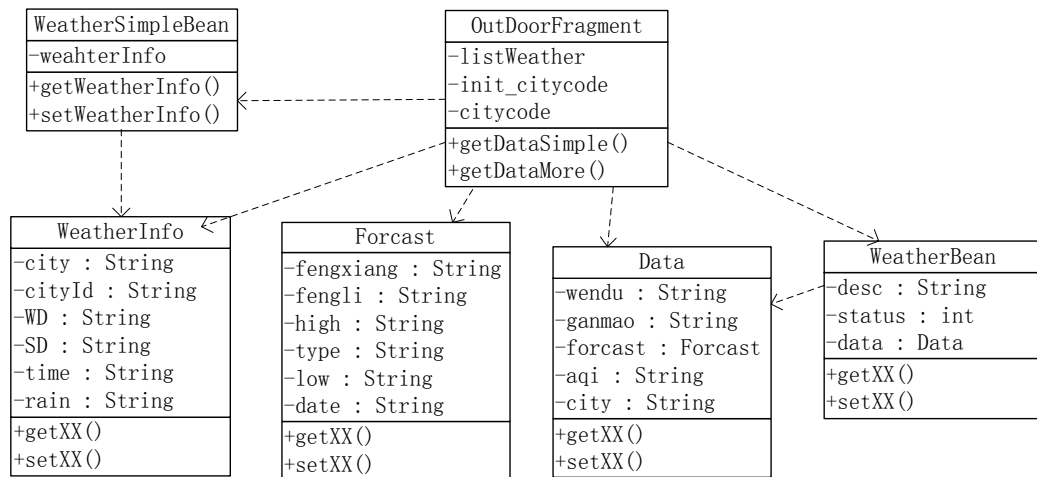 WeatherSimpleBean
-weahterInfo
+getWeatherInfo()
+setWeatherInfo()
OutDoorFragment
-listWeather
-init_citycode
-citycode
+getDataSimple()
+getDataMore()
WeatherInfo
-city : String
-cityId : String
-WD : String
-SD : String
-time : String
-rain : String
+getXX()
+setXX()
Forcast
-fengxiang : String
-fengli : String
-high : String
-type : String
-low : String
-date : String
+getXX()
+setXX()
Data
-wendu : String
-ganmao : String
-forcast : Forcast
-aqi : String
-city : String
+getXX()
+setXX()
WeatherBean
-desc : String
-status : int
-data : Data
+getXX()
+setXX()